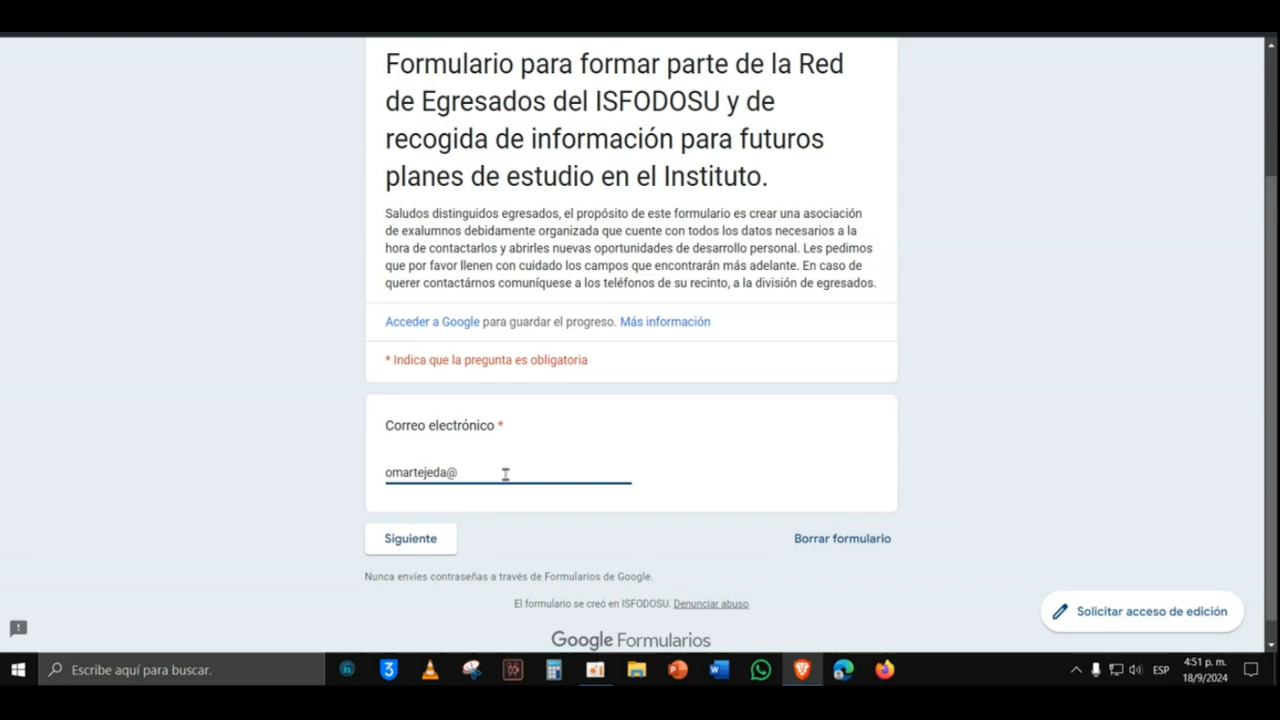 Formulario para formar parte de la Red
de Egresados del ISFODOSU y de
recogida de información para futuros
planes de estudio en el Instituto.
Saludos distinguidos egresados, el propósito de este formulario es crear una asociación
de exalumnos debidamente organizada que cuente con todos los datos necesarios a la
hora de contactarlos y abrirles nuevas oportunidades de desarrollo personal. Les pedimos
que por favor llenen con cuidado los campos que encontrarán más adelante. En caso de
querer contactárnos comuníquese a los teléfonos de su recinto, a la división de egresados.
Acceder a Google para guardar el progreso. Más información
* Indica que la pregunta es obligatoria
Correo electrónico *
omartejeda@
Siguiente
Borrar formulario
Nunca envíes contraseñas a través de Formularios de Google.
El formulario se creó en ISFODOSU. Denunciar abuso
Solicitar acceso de edición
Google Formularios
Escribe aquí para buscar.
ESP
4:51 p. m.
18/9/2024